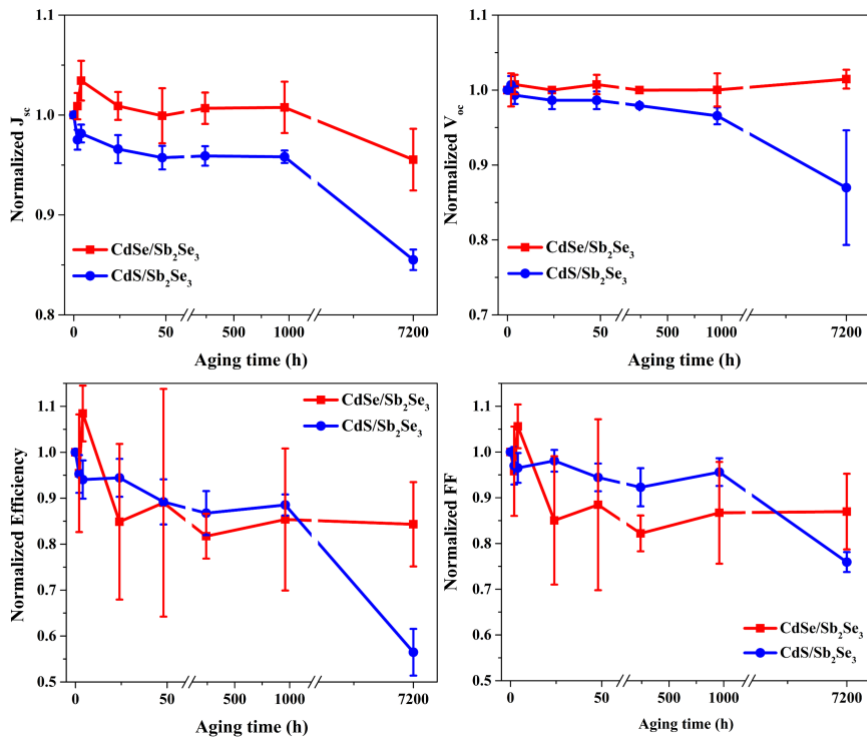 1.1
1.0
0.9
0.8
Normalized J_sc
CdSe/Sb₂Se₃
CdS/Sb₂Se₃
0 50 500 1000 7200
Aging time (h)
1.1
1.0
0.9
0.8
0.7
Normalized V_oc
CdSe/Sb₂Se₃
CdS/Sb₂Se₃
0 50 500 1000 7200
Aging time (h)
1.1
1.0
0.9
0.8
0.7
0.6
0.5
Normalized Efficiency
CdSe/Sb₂Se₃
CdS/Sb₂Se₃
0 50 500 1000 7200
Aging time (h)
1.1
1.0
0.9
0.8
0.7
0.6
0.5
Normalized FF
CdSe/Sb₂Se₃
CdS/Sb₂Se₃
0 50 500 1000 7200
Aging time (h)